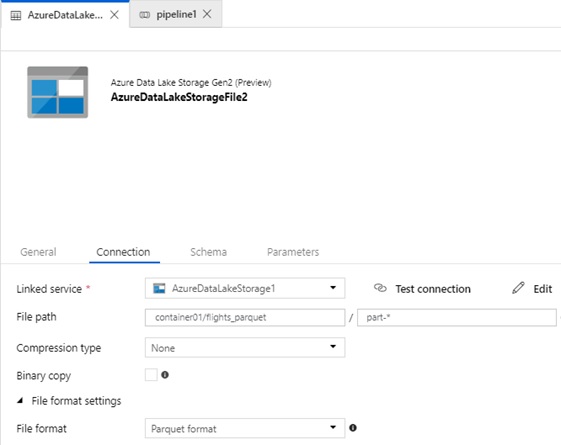 AzureDataLake... pipeline1
Azure Data Lake Storage Gen2 (Preview)
AzureDataLakeStorageFile2
General Connection Schema Parameters
Linked service * AzureDataLakeStorage1 Test connection Edit
File path container01/flights_parquet / part-*
Compression type None
Binary copy
File format settings
File format Parquet format